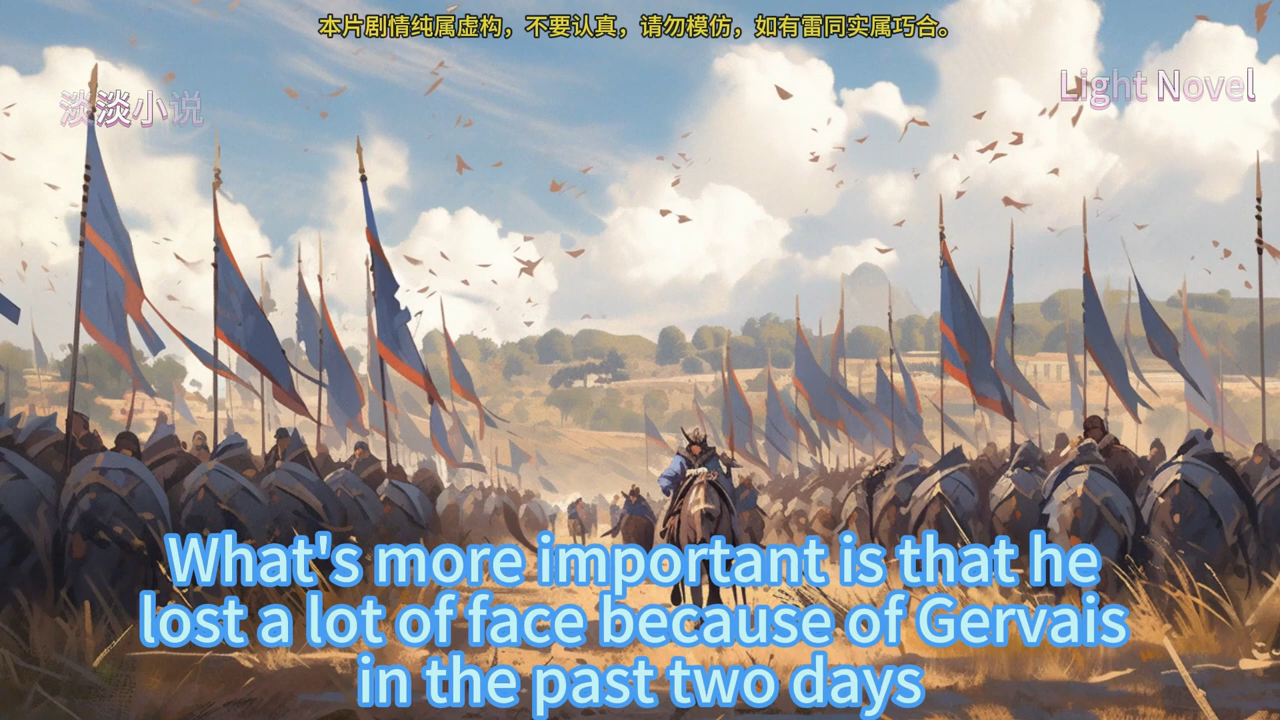 本片剧情纯属虚构，不要认真，请勿模仿，如有雷同实属巧合。
淡淡小说
Light Novel
What's more important is that he
lost a lot of face because of Gervais
in the past two days